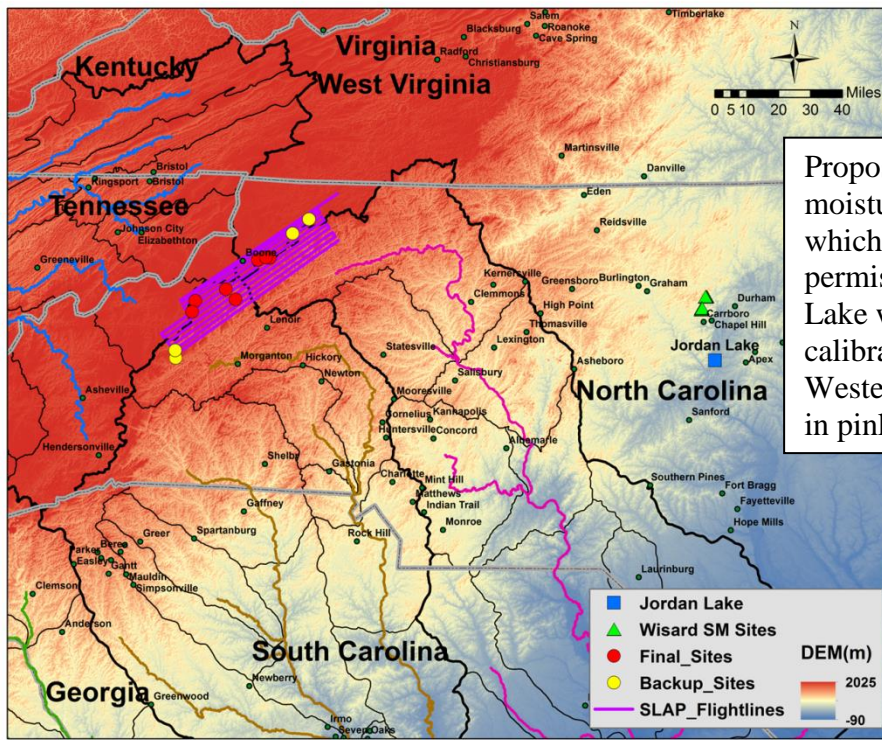 Salem
Timberlake
Blacksburg
Roanoke
Cave Spring
Virginia
Radford
Christiansburg
Kentucky
West Virginia
N
Miles
0 5 10 20 30 40
Martinsville
Danville
Propo
moistu
which
permis
Lake w
calibra
Weste
in pinl
Bristol
Kingsport
Bristol
Eden
Tennessee
Johnson City
Elizabethton
Reidsville
Greeneville
Boone
Kernersville
Greensboro
Burlington
Graham
Clemmons
High Point
Durham
Carrboro
Chapel Hill
Lenoir
Thomasville
Statesville
Lexington
Jordan Lake
Morganton
Hickory
Apex
Newton
Salisbury
Asheboro
Asheville
Mooresville
North Carolina
Cornelius
Kannapolis
Sanford
Huntersville
Concord
Hendersonville
Albemarle
Shelby
Gastonia
Charlotte
Mint Hill
Southern Pines
Fort Bragg
Matthews
Gaffney
Indian Trail
Fayetteville
Monroe
Hope Mills
Greer
Spartanburg
Rock Hill
Parker
Berea
Easley
Gantt
Mauldin
Simpsonville
Laurinburg
Clemson
Anderson
Jordan Lake
Wisard SM Sites
Final_Sites
DEM(m)
Backup_Sites
2025
SLAP_Flightlines
-90
South Carolina
Georgia
Newberry
Greenwood
Irmo
Seven Oaks